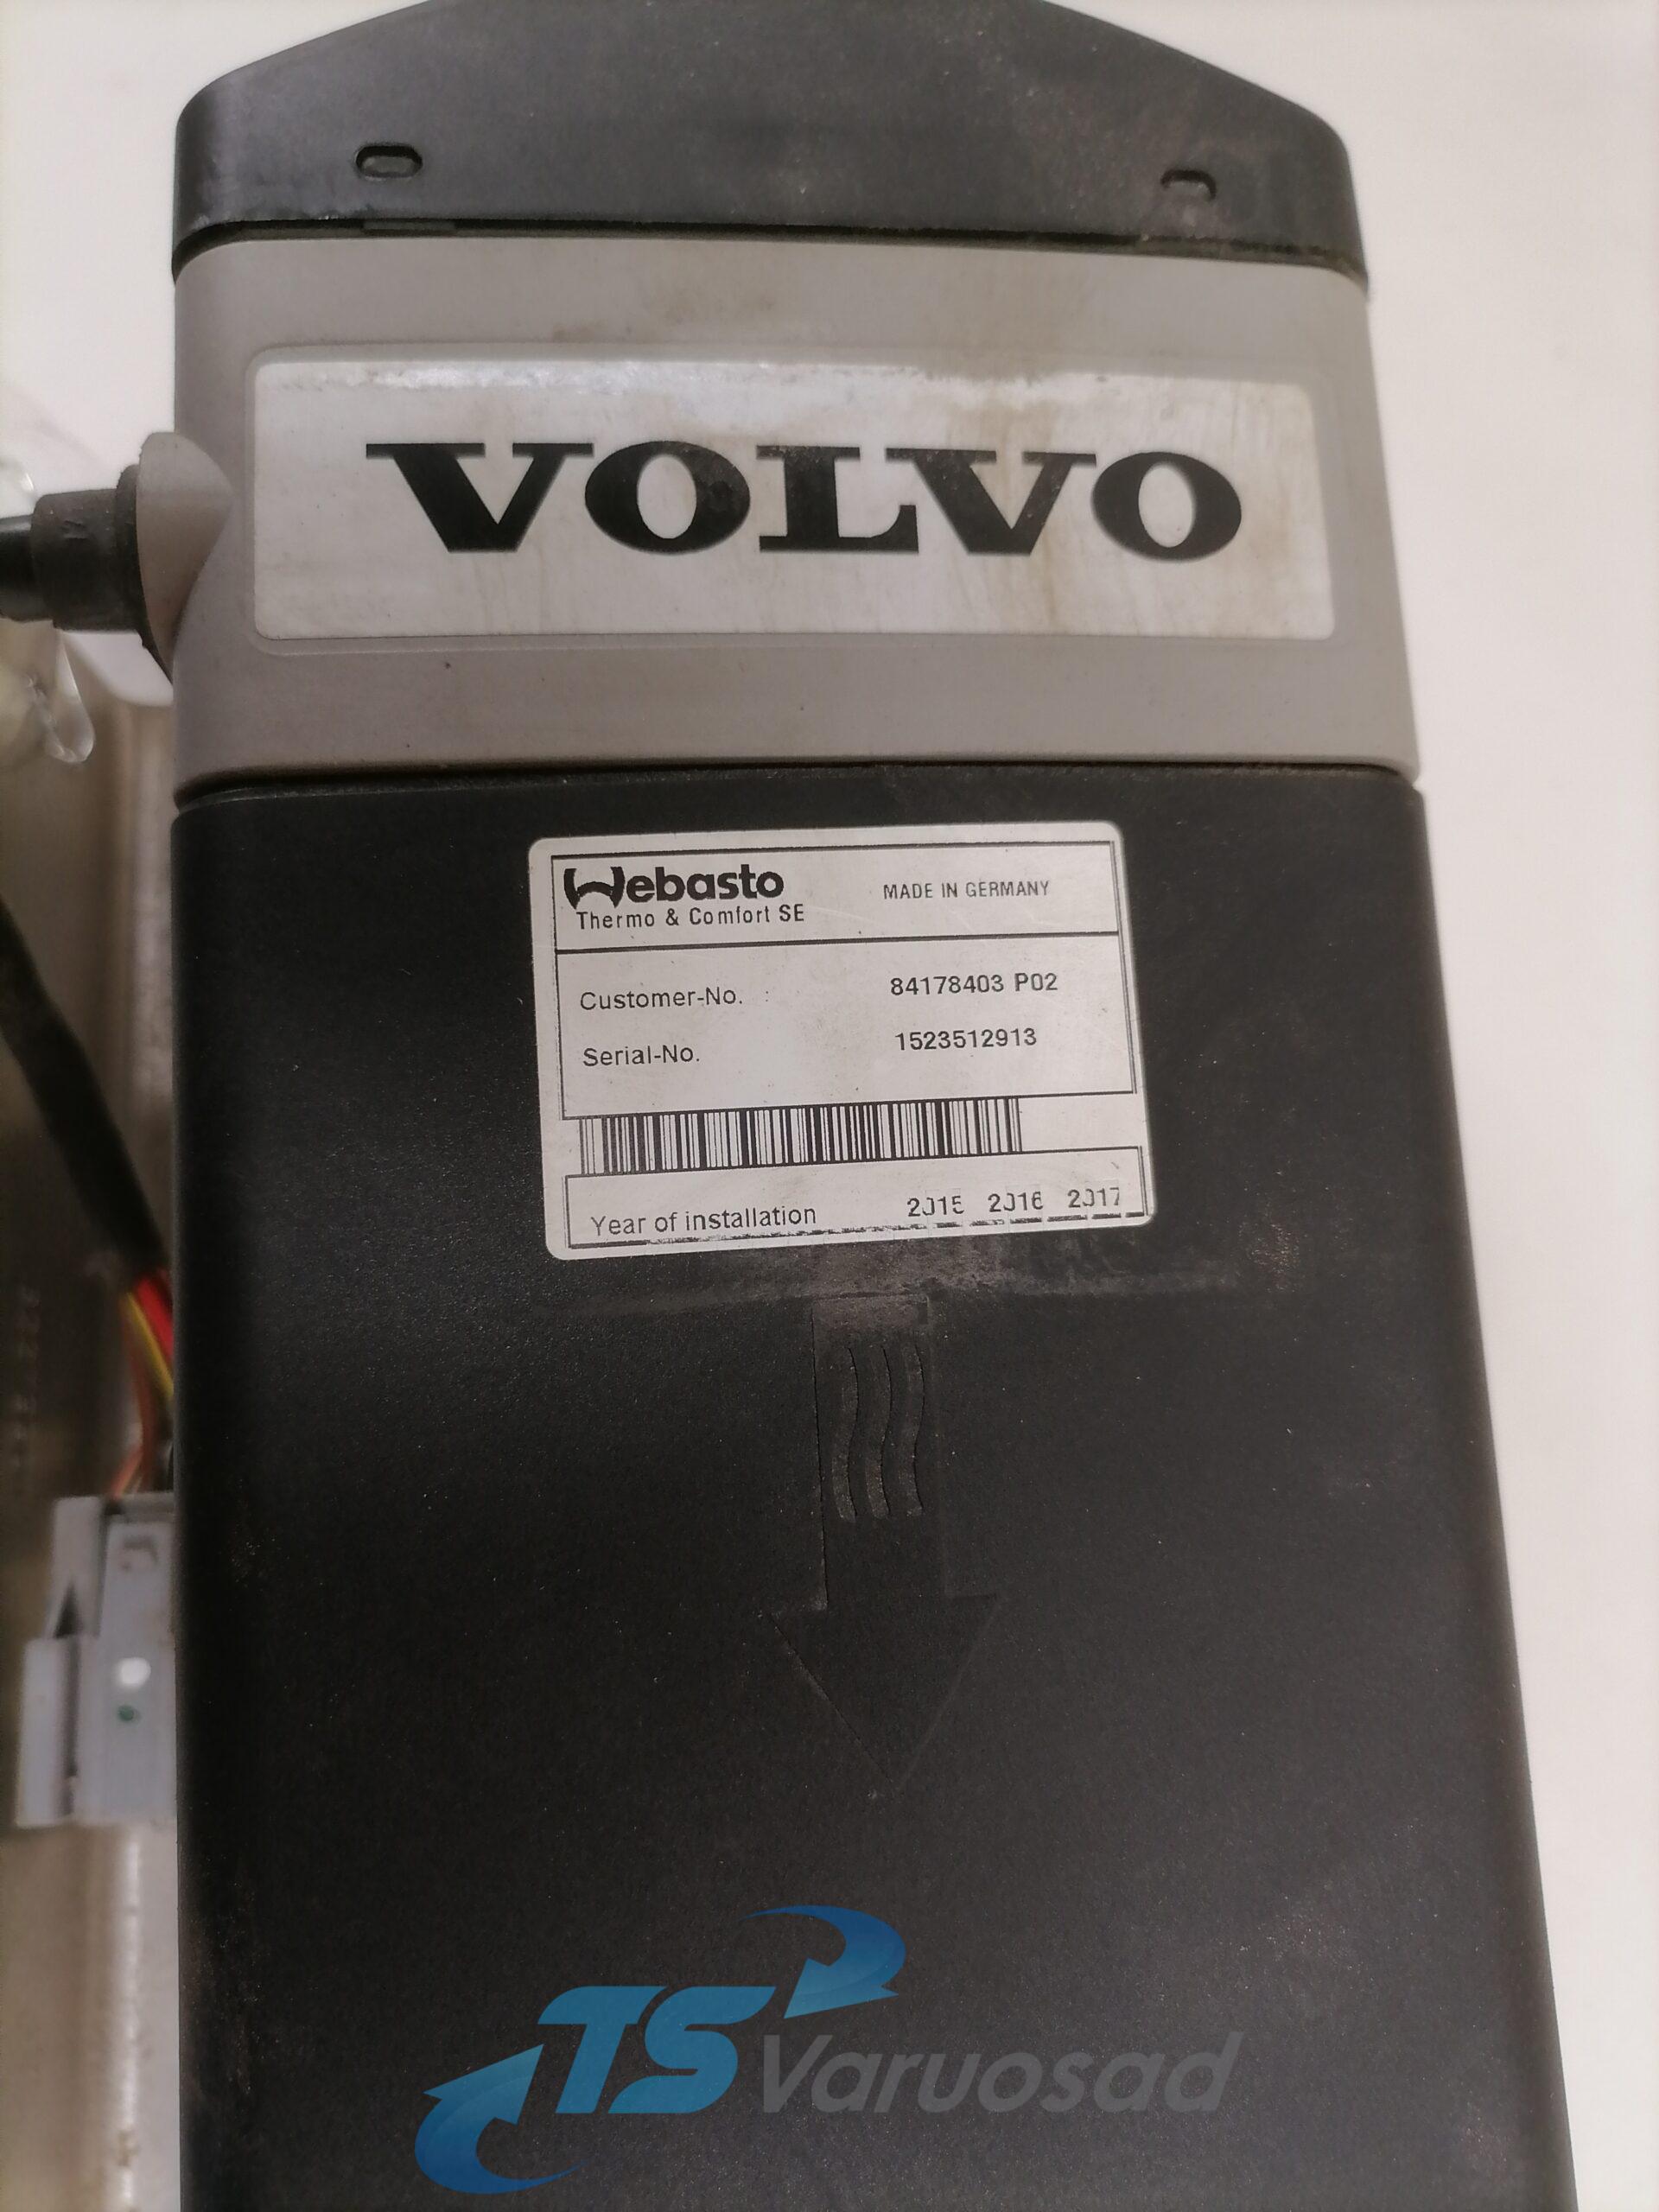 VOLVO
Webasto
Thermo & Comfort SE
MADE IN GERMANY
Customer-No. : 84178403 P02
Serial-No. 1523512913
Year of installation 2015 2016 2017
TS Varuosad